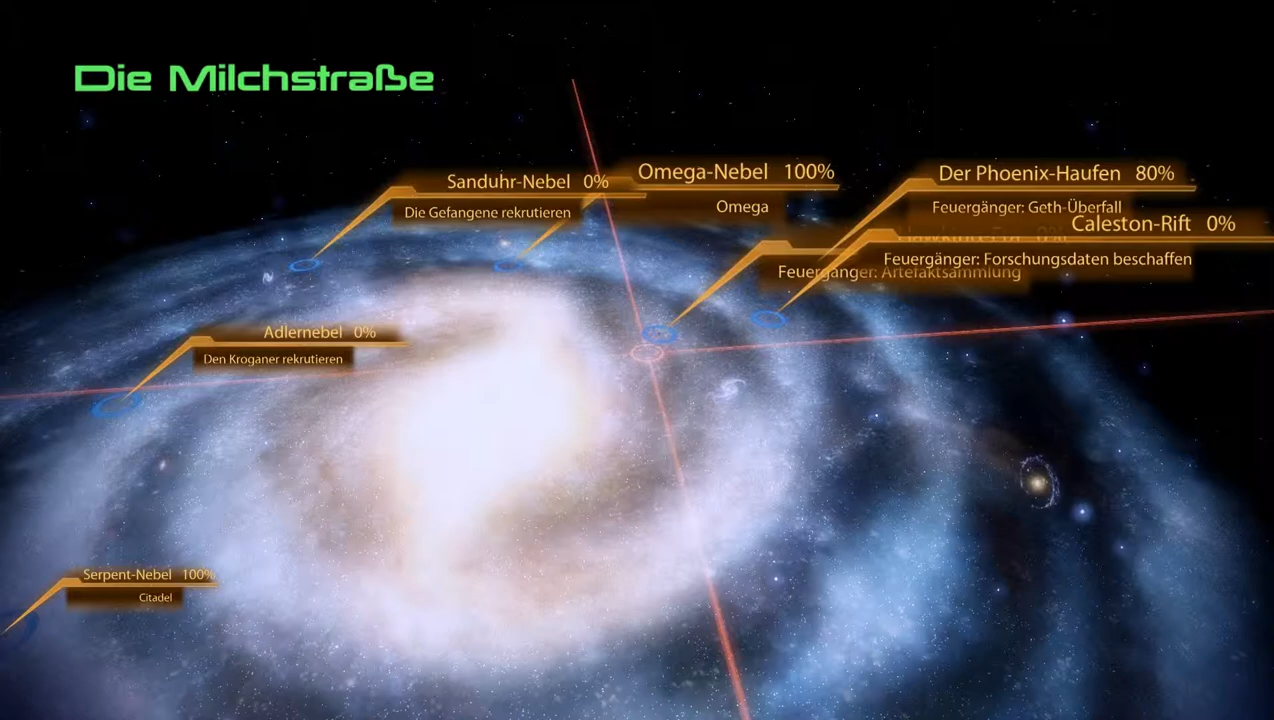 Die Milchstraße
Sanduhr-Nebel 0%
Die Gefangene rekrutieren
Omega-Nebel 100%
Omega
Der Phoenix-Haufen 80%
Feuergänger: Geth-Überfall
Caleston-Rift 0%
Feuergänger: Forschungsdaten beschaffen
Feuergänger: Artefaktsammlung
Adlernebel 0%
Den Kroganer rekrutieren
Serpent-Nebel 100%
Citadel